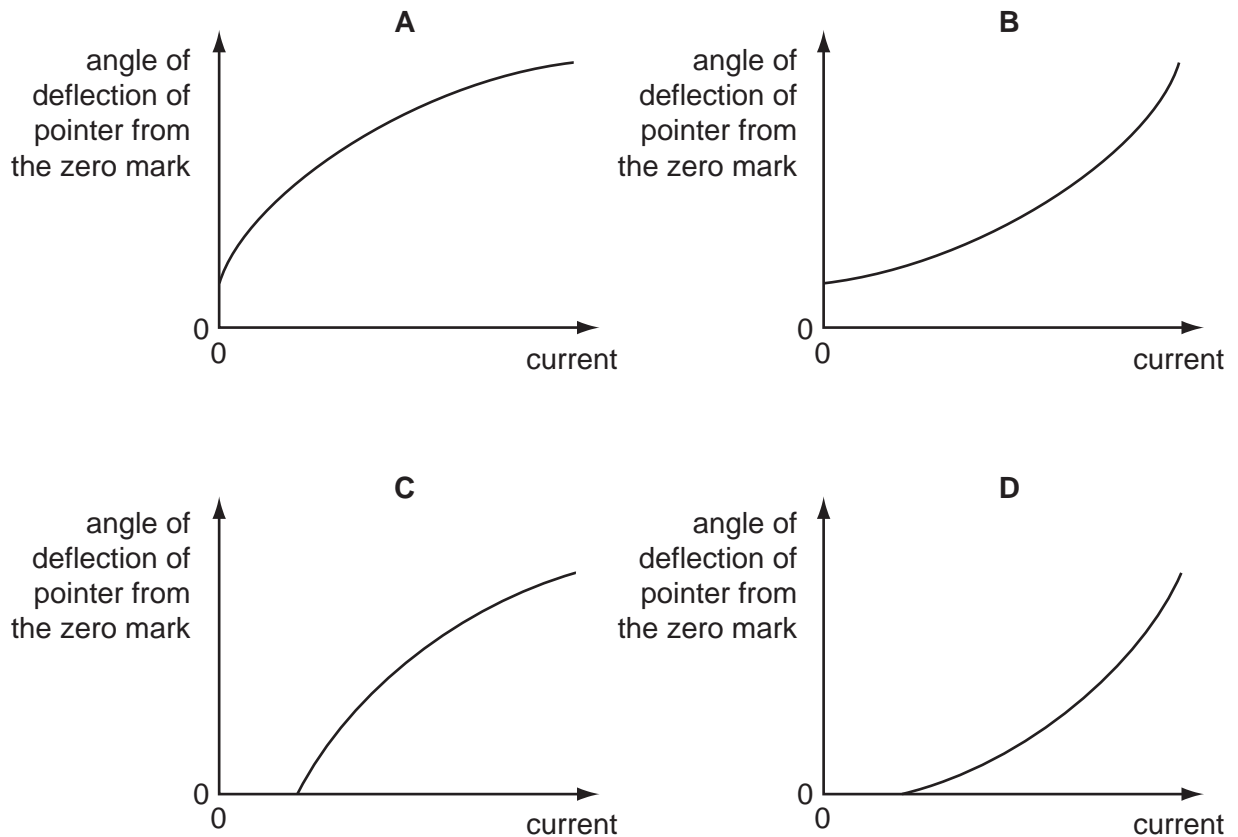 A
angle of
deflection of
pointer from
the zero mark
0
0
current
B
angle of
deflection of
pointer from
the zero mark
0
0
current
C
angle of
deflection of
pointer from
the zero mark
0
0
current
D
angle of
deflection of
pointer from
the zero mark
0
0
current